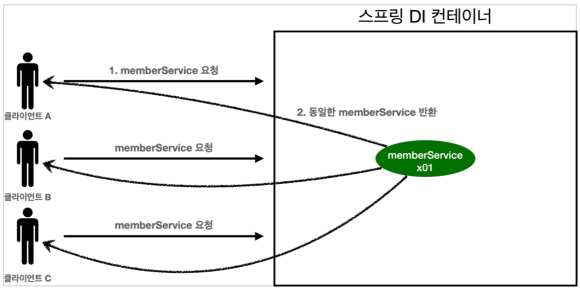 스프링 DI 컨테이너
1. memberService 요청
클라이언트 A
2. 동일한 memberService 반환
memberService 요청
memberService
x01
클라이언트 B
memberService 요청
클라이언트 C